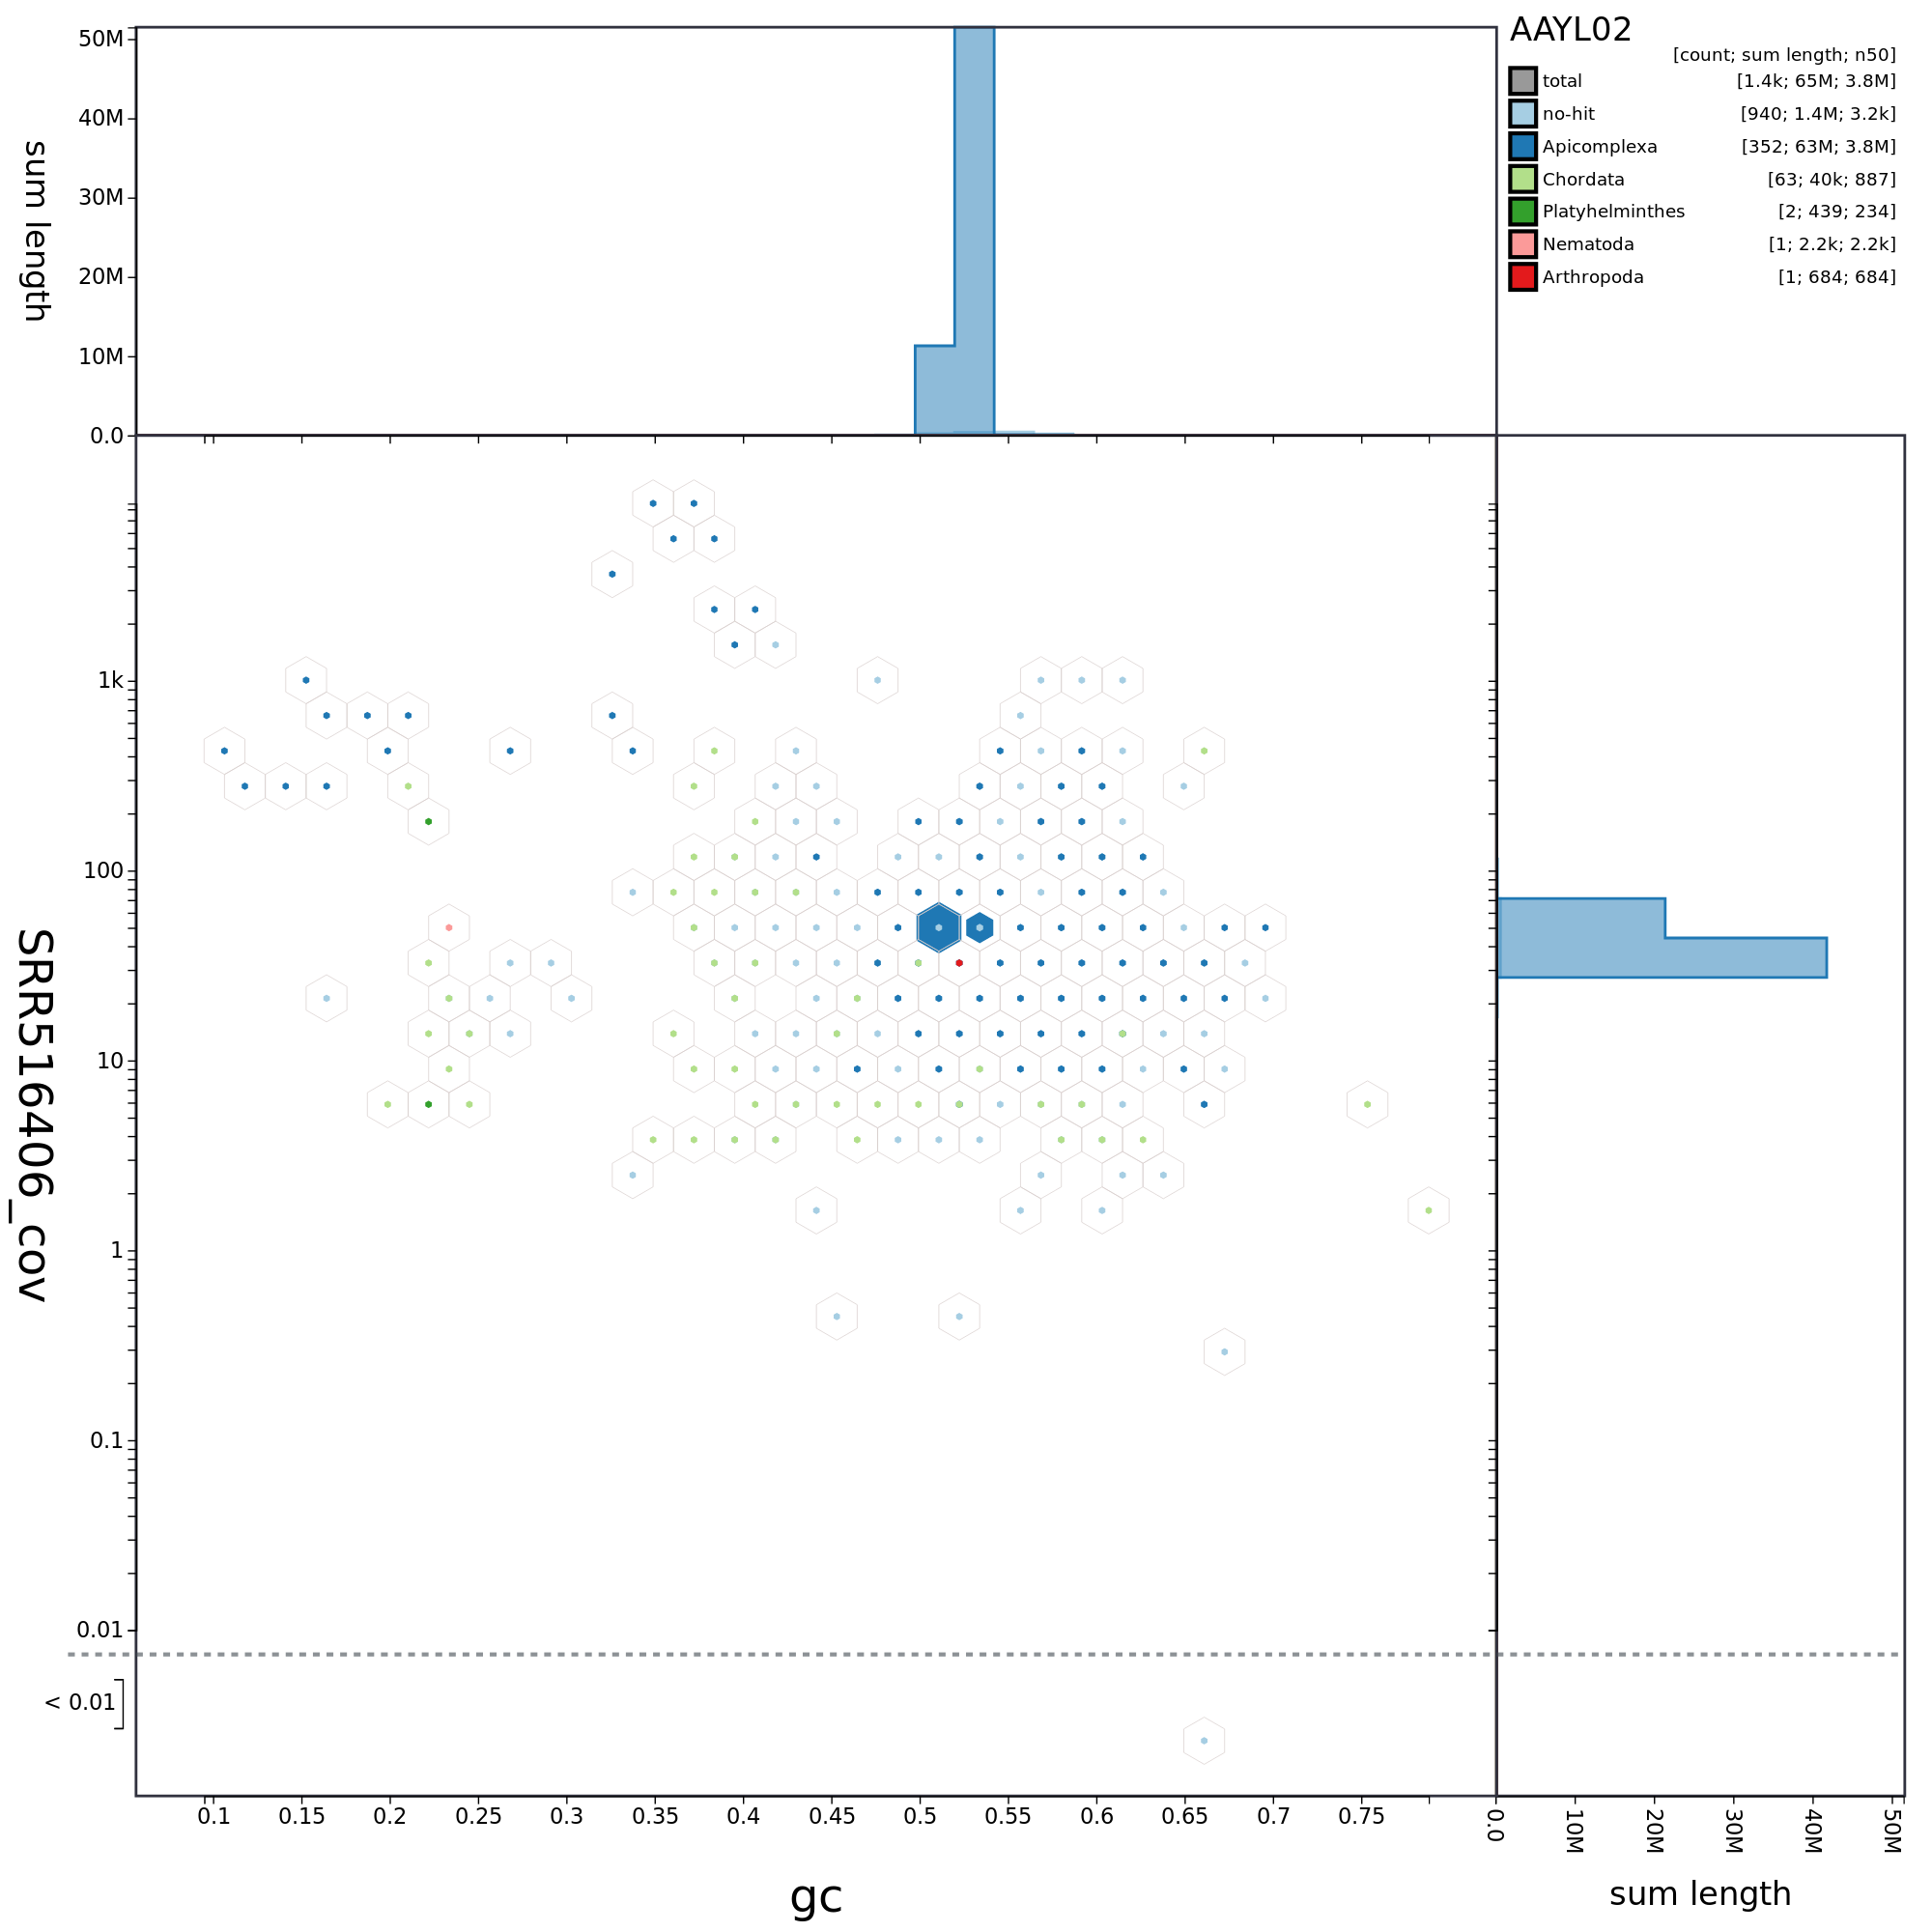 AAYL02
[count; sum length; n50]
total [1.4k; 65M; 3.8M]
no-hit [940; 1.4M; 3.2k]
Apicomplexa [352; 63M; 3.8M]
Chordata [63; 40k; 887]
Platyhelminthes [2; 439; 234]
Nematoda [1; 2.2k; 2.2k]
Arthropoda [1; 684; 684]
sum length
50M
40M
30M
20M
10M
0.0
SRR516406_cov
1k
100
10
1
0.1
0.01
< 0.01
0.1 0.15 0.2 0.25 0.3 0.35 0.4 0.45 0.5 0.55 0.6 0.65 0.7 0.75
gc
0.0 10M 20M 30M 40M 50M
sum length